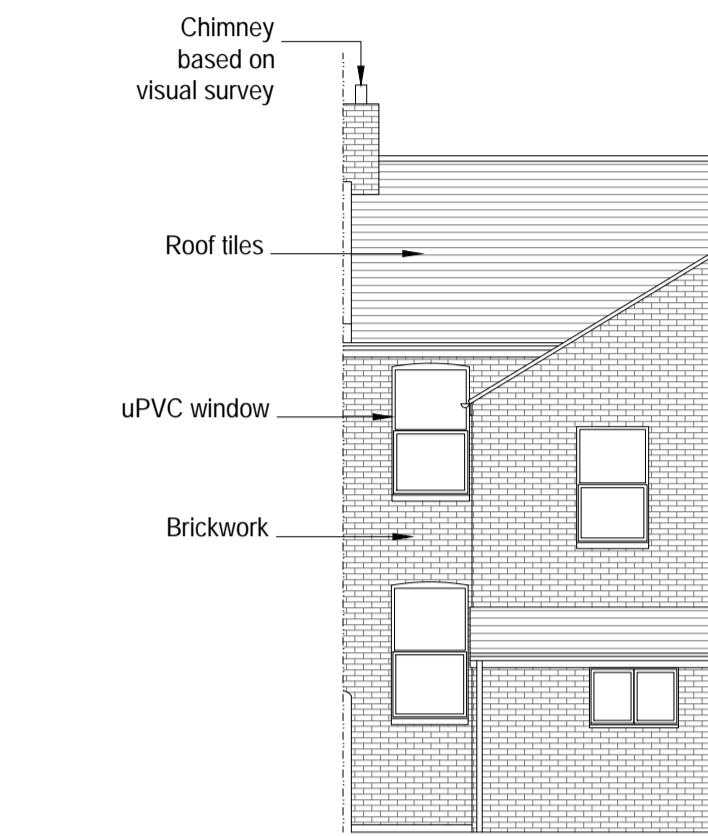 Chimney
based on
visual survey
Roof tiles
uPVC window
Brickwork